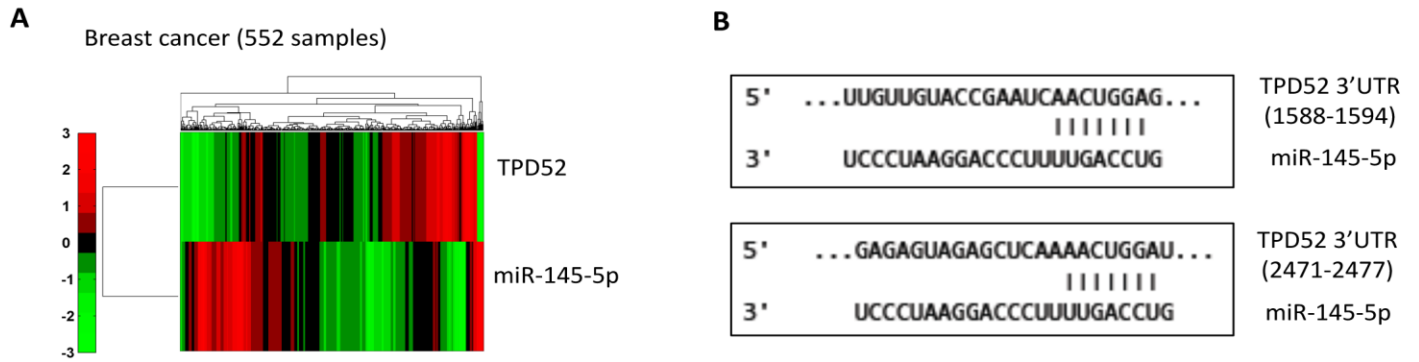 A
Breast cancer (552 samples)
3
2
1
0
-1
-2
-3
TPD52
miR-145-5p
B
5' ...UUGUUGUACCGAAUCAACUGGAG...
3' UCCCUAAGGACCCUUUUGACCUG
TPD52 3'UTR
(1588-1594)
miR-145-5p
5' ...GAGAGUAGAGCUCAAAACUGGAU...
3' UCCCUAAGGACCCUUUUGACCUG
TPD52 3'UTR
(2471-2477)
miR-145-5p